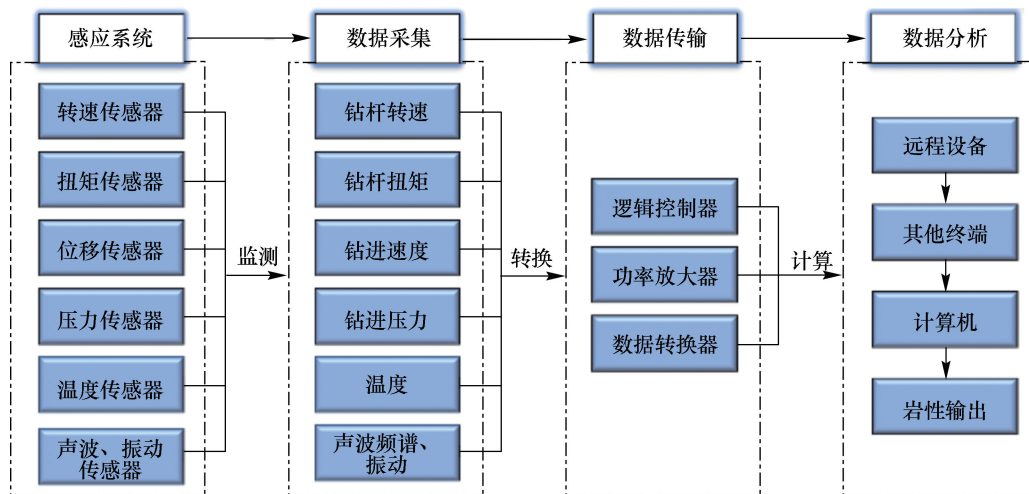 感应系统
数据采集
数据传输
数据分析
转速传感器
扭矩传感器
位移传感器
压力传感器
温度传感器
声波、振动
传感器
监测
钻杆转速
钻杆扭矩
钻进速度
钻进压力
温度
声波频谱、
振动
转换
逻辑控制器
功率放大器
数据转换器
计算
远程设备
其他终端
计算机
岩性输出